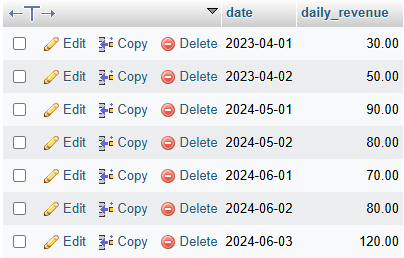 date daily_revenue
Edit Copy Delete 2023-04-01 30.00
Edit Copy Delete 2023-04-02 50.00
Edit Copy Delete 2024-05-01 90.00
Edit Copy Delete 2024-05-02 80.00
Edit Copy Delete 2024-06-01 70.00
Edit Copy Delete 2024-06-02 80.00
Edit Copy Delete 2024-06-03 120.00